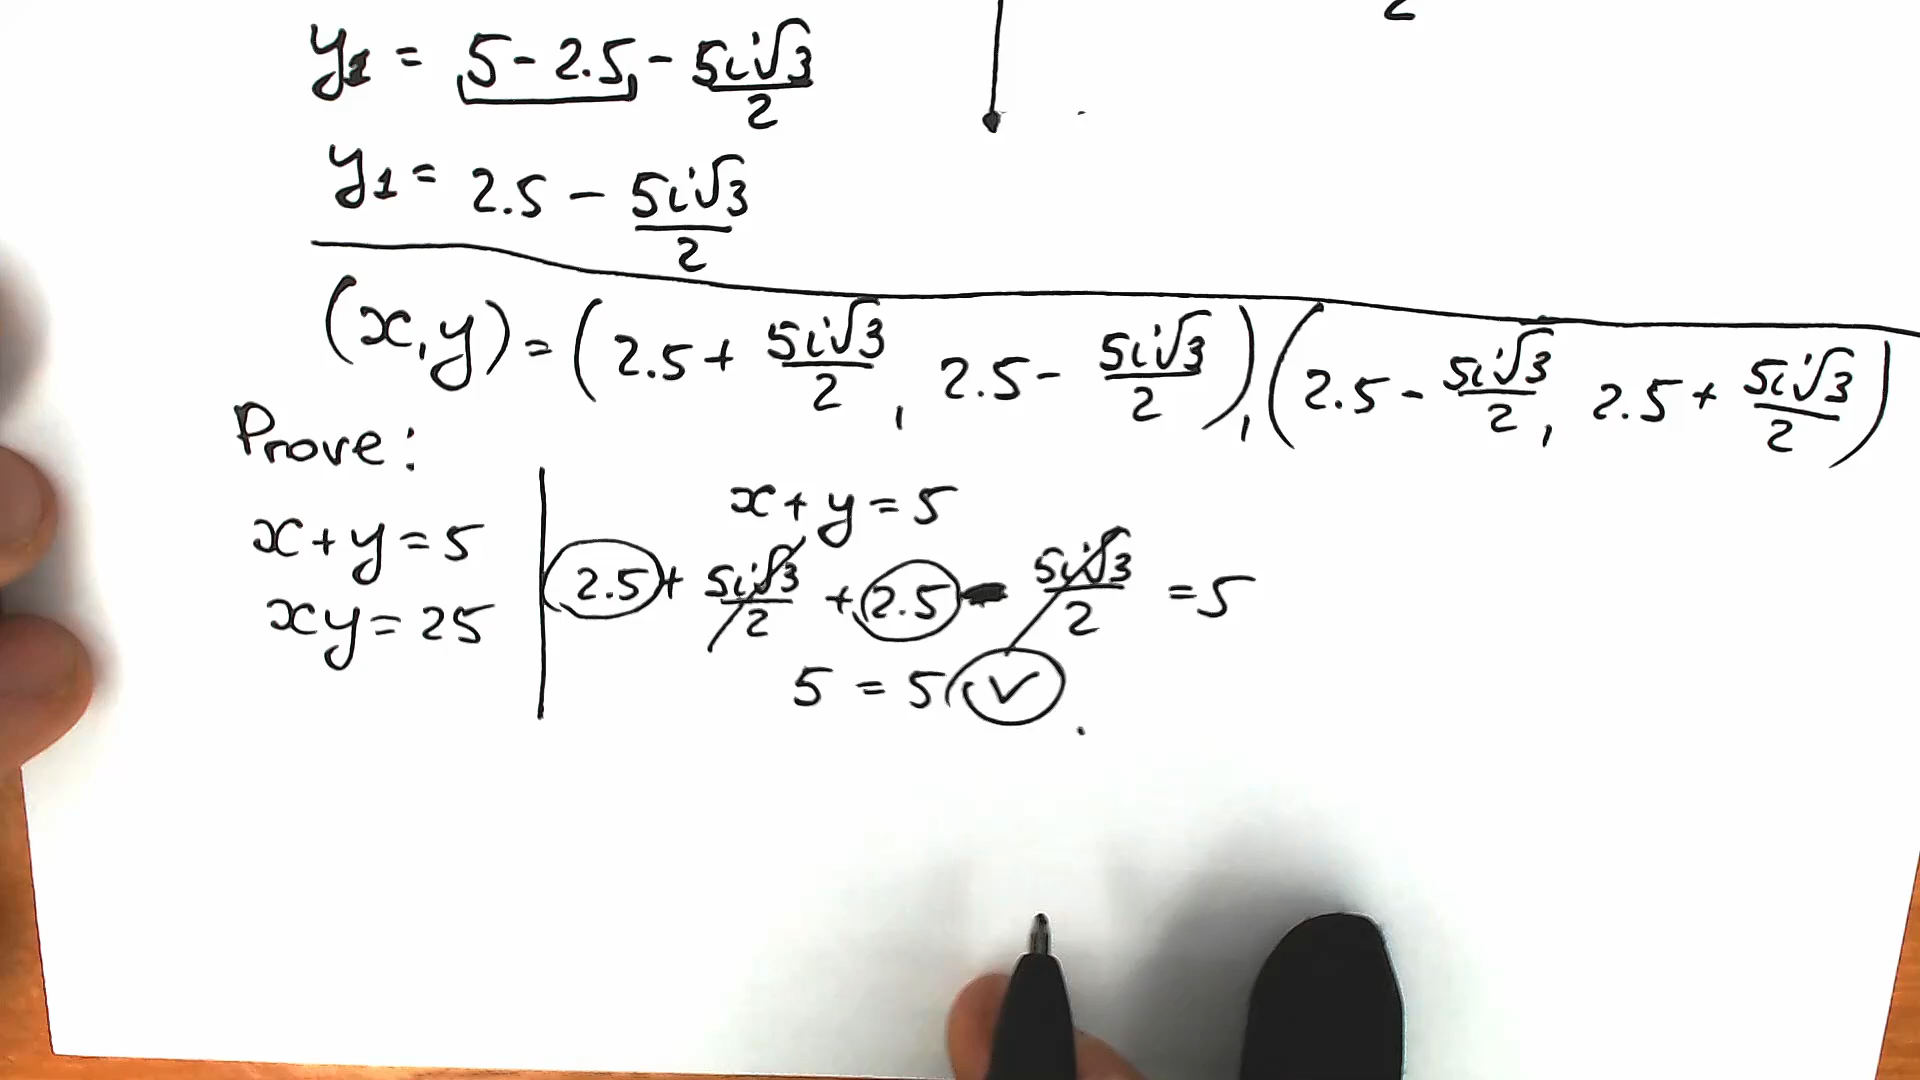 y1 = 5 - 2.5 - 5i√3/2
y1 = 2.5 - 5i√3/2
(x,y) = (2.5 + 5i√3/2, 2.5 - 5i√3/2), (2.5 - 5i√3/2, 2.5 + 5i√3/2)
Prove:
x + y = 5
xy = 25
x + y = 5
2.5 + 5i√3/2 + 2.5 - 5i√3/2 = 5
5 = 5 ✓